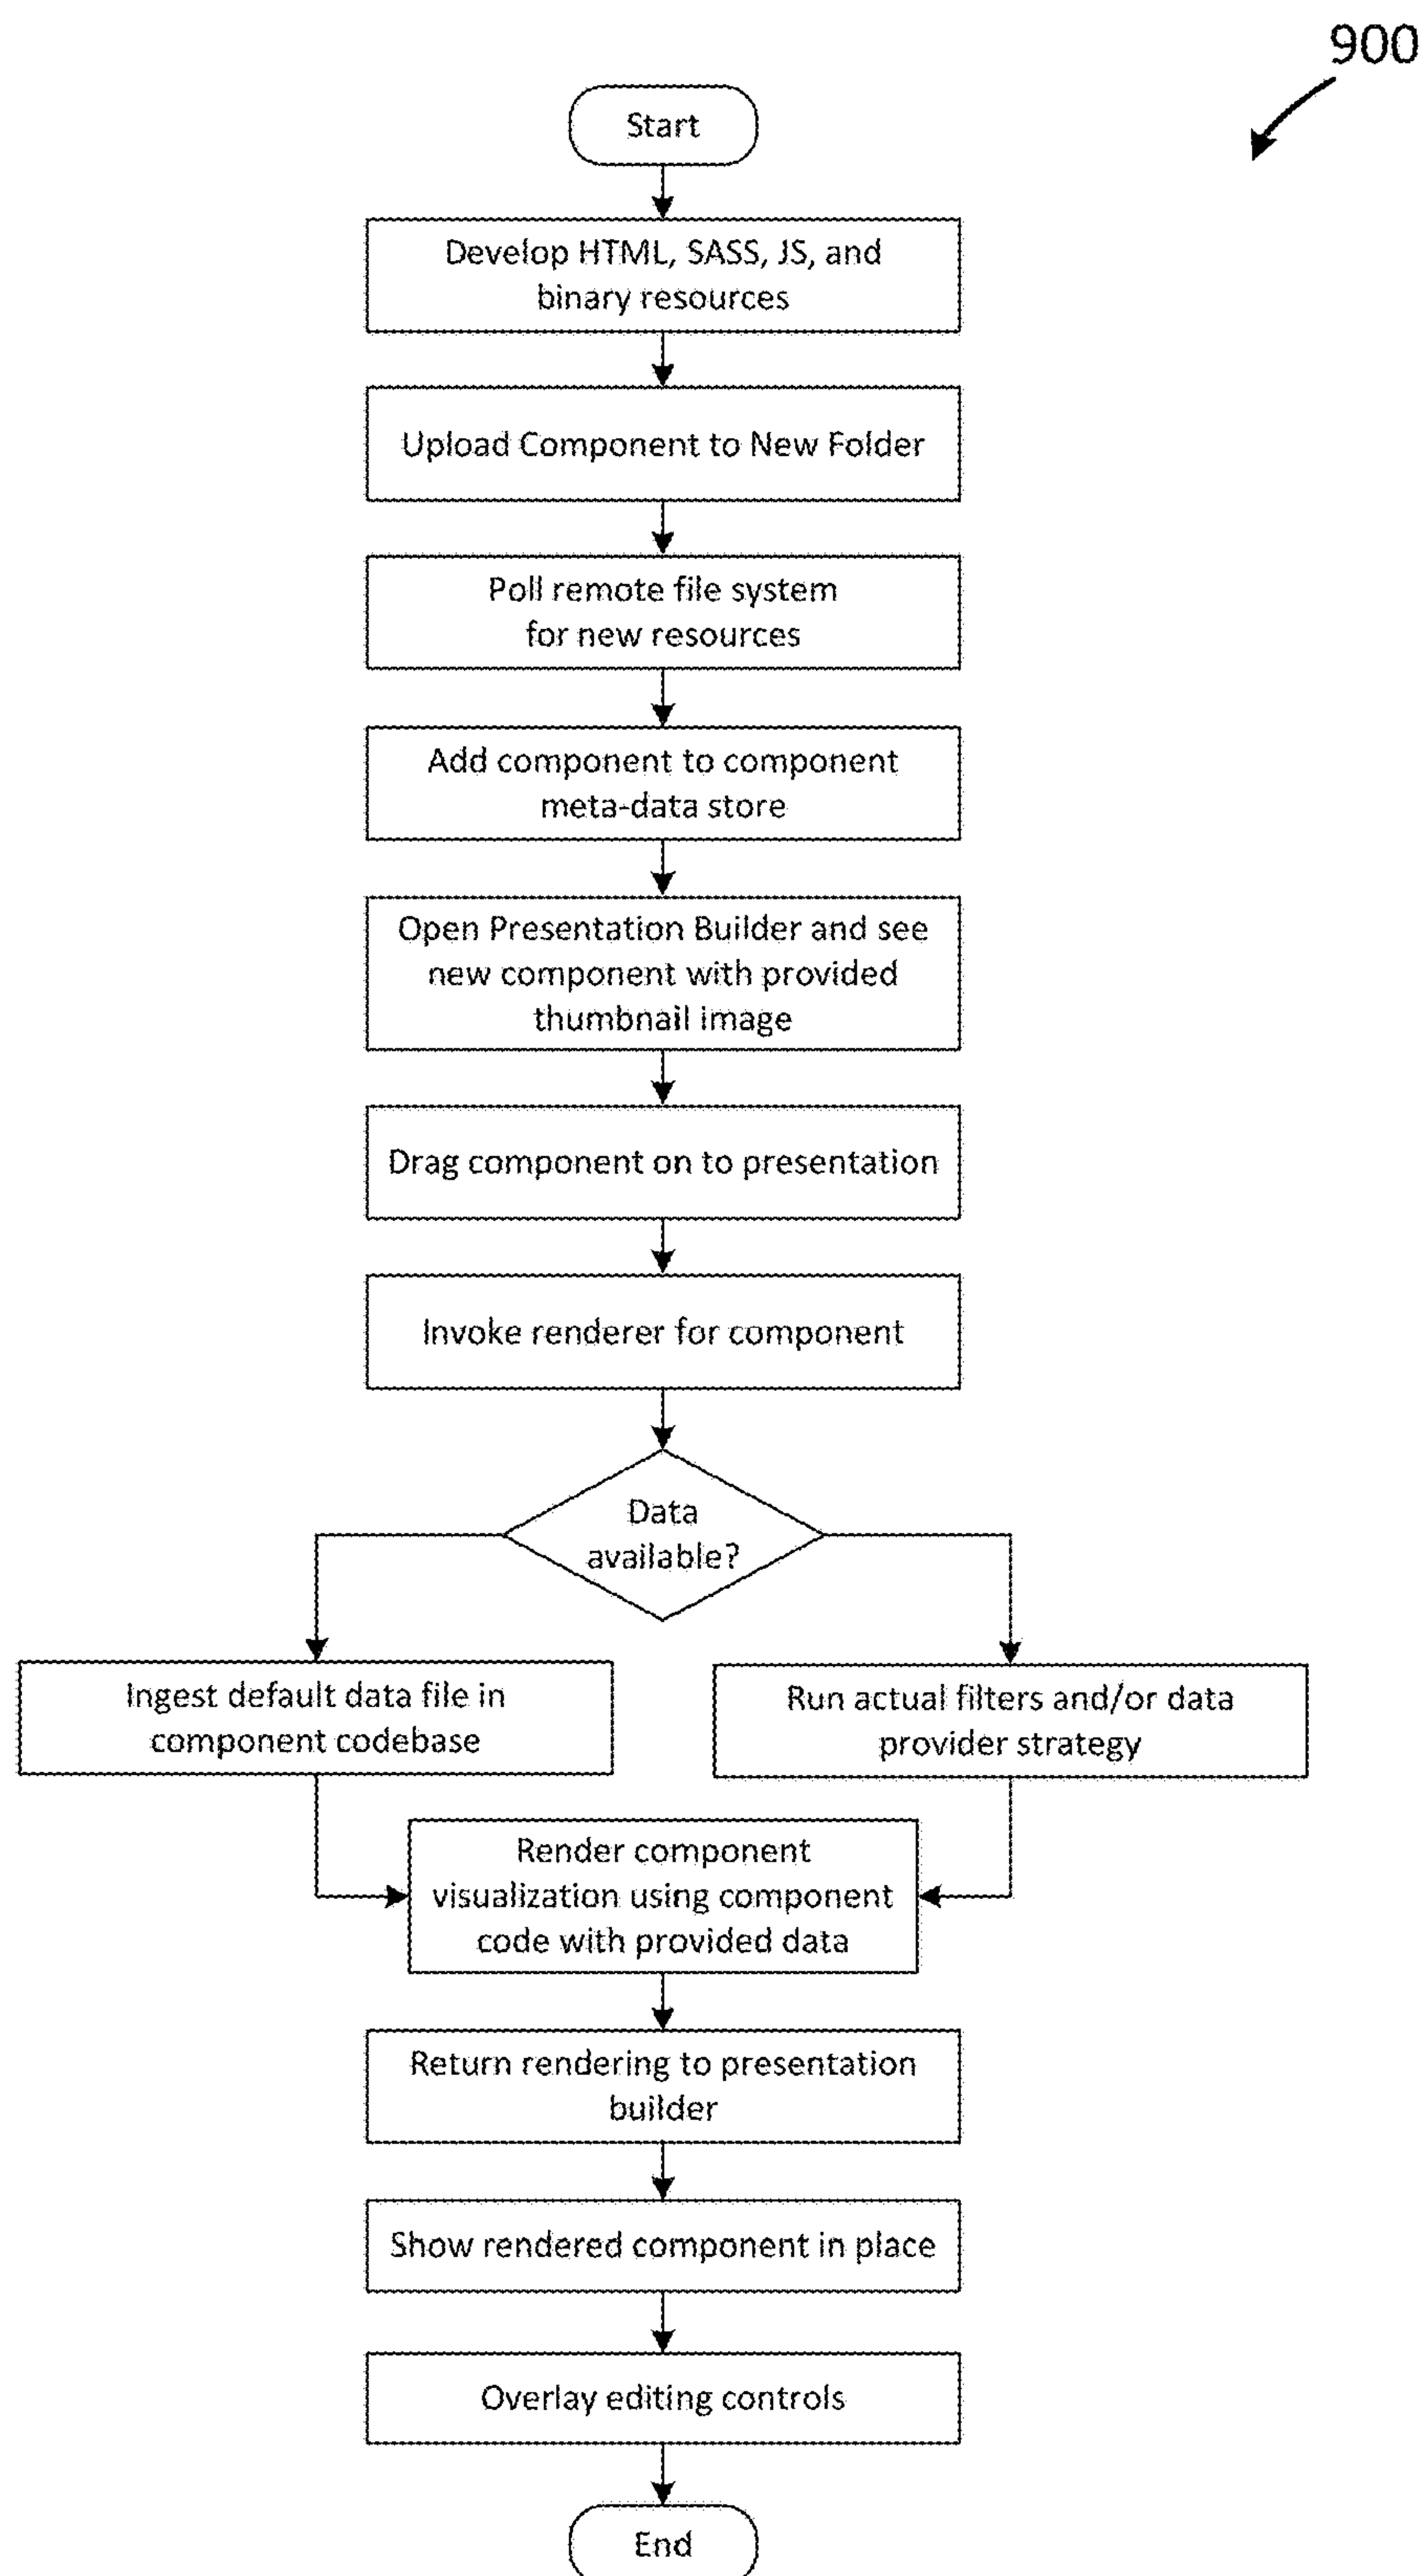 900
Start
Develop HTML, SASS, JS, and
binary resources
Upload Component to New Folder
Poll remote file system
for new resources
Add component to component
meta-data store
Open Presentation Builder and see
new component with provided
thumbnail image
Drag component on to presentation
Invoke renderer for component
Data
available?
Ingest default data file in
component codebase
Run actual filters and/or data
provider strategy
Render component
visualization using component
code with provided data
Return rendering to presentation
builder
Show rendered component in place
Overlay editing controls
End